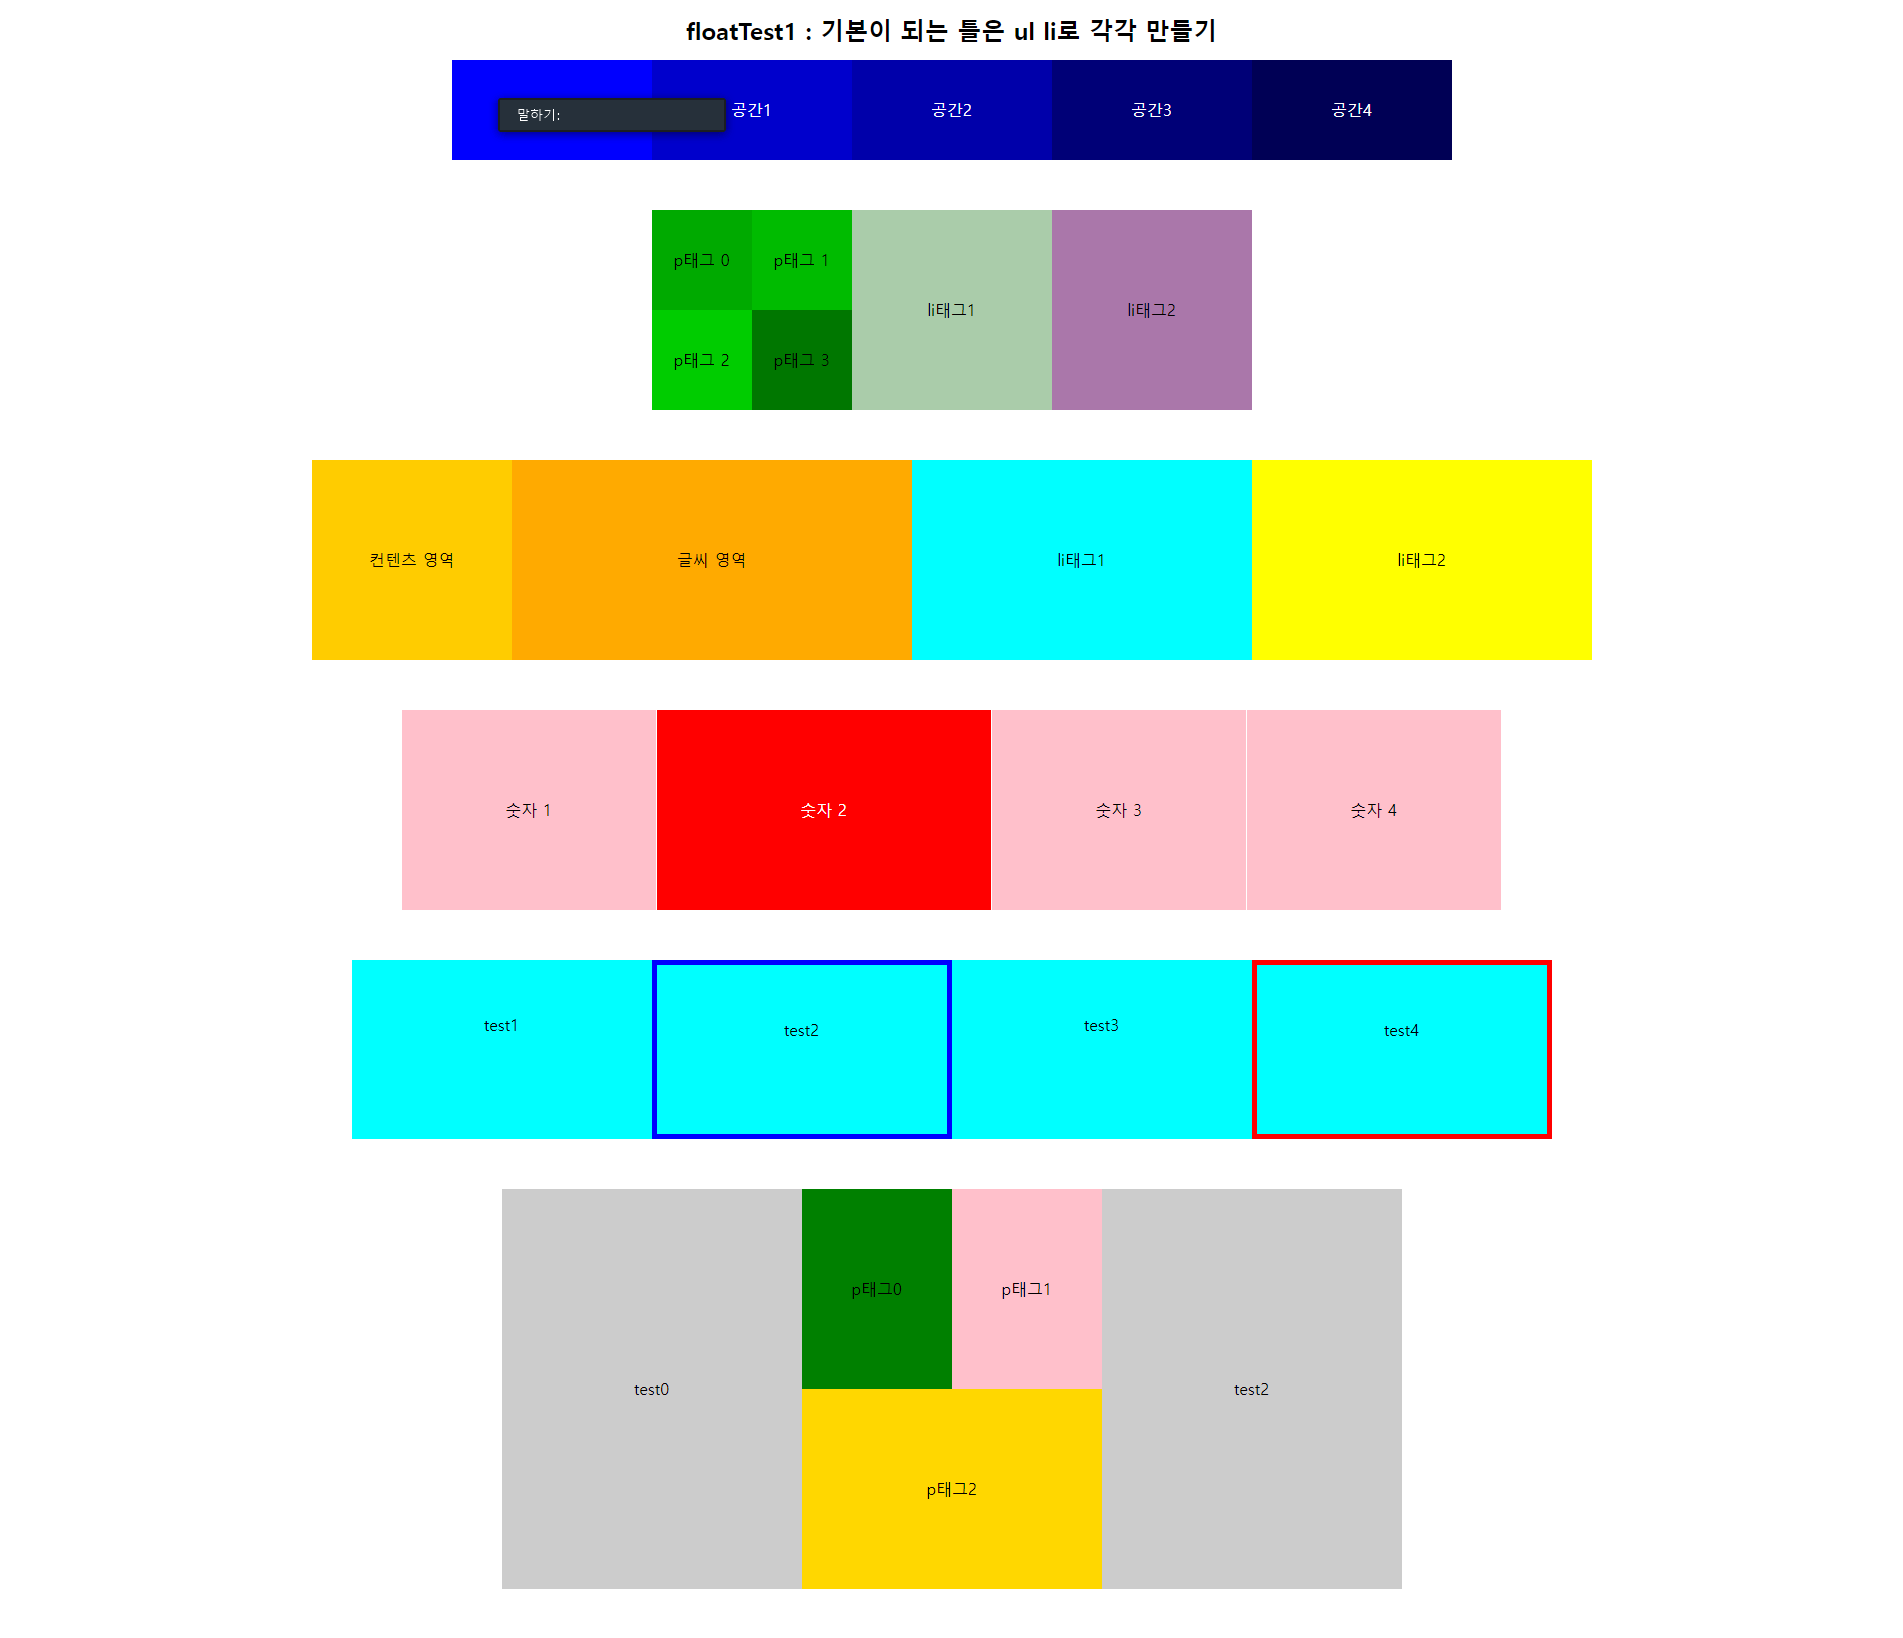 floatTest1 : 기본이 되는 틀은 ul li로 각각 만들기
말하기:
공간1
공간2
공간3
공간4
p태그 0
p태그 1
p태그 2
p태그 3
li태그1
li태그2
컨텐츠 영역
글씨 영역
li태그1
li태그2
숫자 1
숫자 2
숫자 3
숫자 4
test1
test2
test3
test4
test0
p태그0
p태그1
p태그2
test2